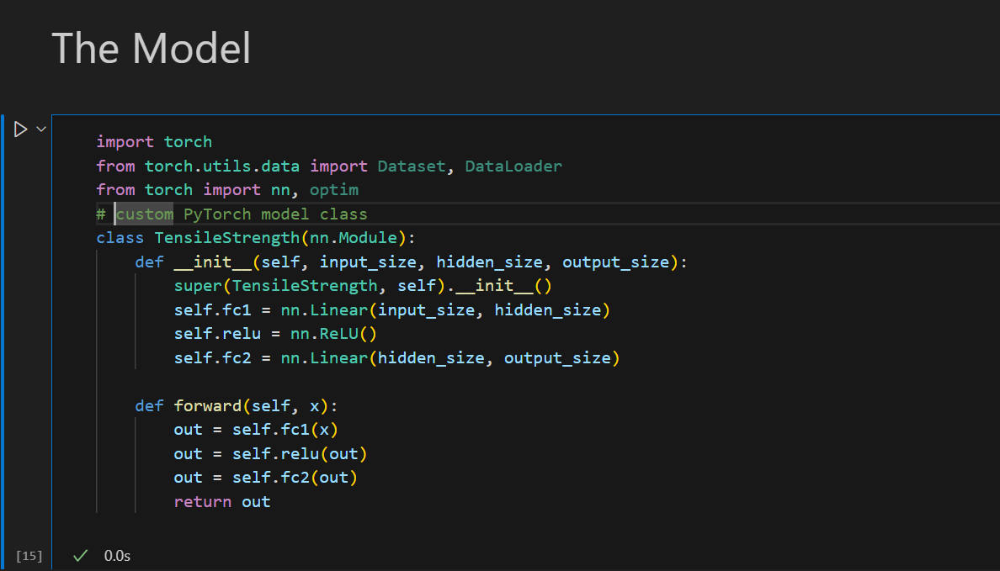 The Model
import torch
from torch.utils.data import Dataset, DataLoader
from torch import nn, optim
# custom PyTorch model class
class TensileStrength(nn.Module):
    def __init__(self, input_size, hidden_size, output_size):
        super(TensileStrength, self).__init__()
        self.fc1 = nn.Linear(input_size, hidden_size)
        self.relu = nn.ReLU()
        self.fc2 = nn.Linear(hidden_size, output_size)
    def forward(self, x):
        out = self.fc1(x)
        out = self.relu(out)
        out = self.fc2(out)
        return out
[15] 0.0s